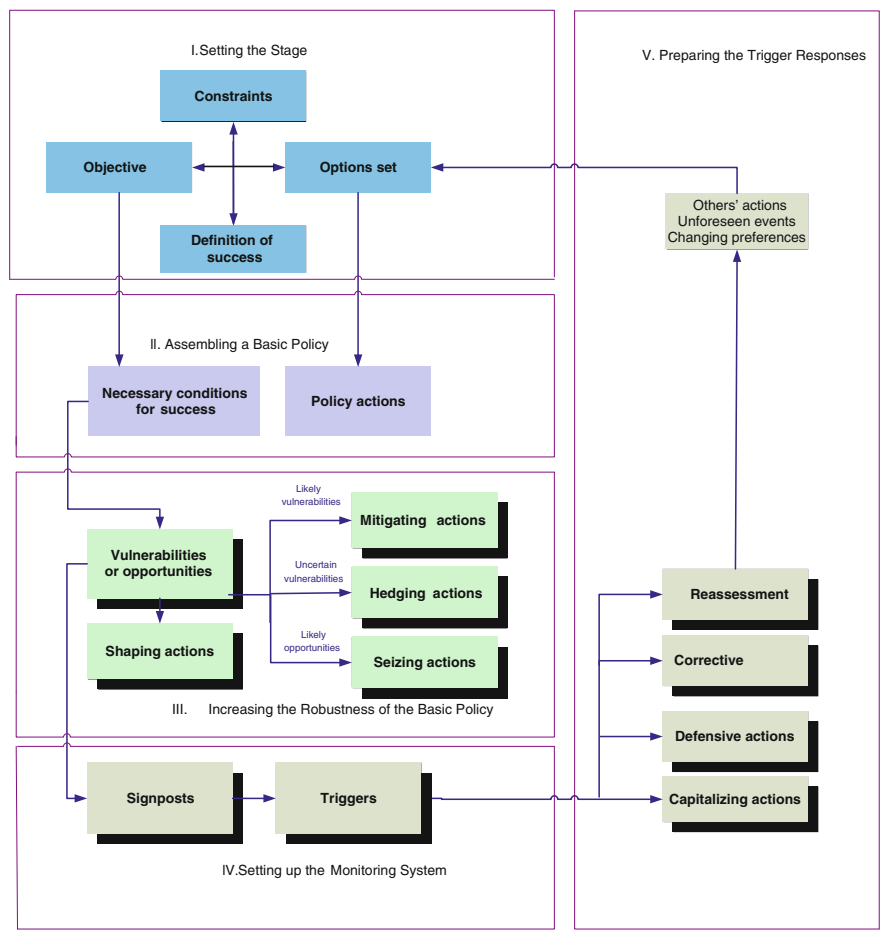 I.Setting the Stage
Constraints
Objective
Options set
Definition of
success
II. Assembling a Basic Policy
Necessary conditions
for success
Policy actions
Likely
vulnerabilities
Mitigating actions
Vulnerabilities
or opportunities
Uncertain
vulnerabilities
Hedging actions
Shaping actions
Likely
opportunities
Seizing actions
III. Increasing the Robustness of the Basic Policy
Signposts
Triggers
IV.Setting up the Monitoring System
V. Preparing the Trigger Responses
Others' actions
Unforeseen events
Changing preferences
Reassessment
Corrective
Defensive actions
Capitalizing actions